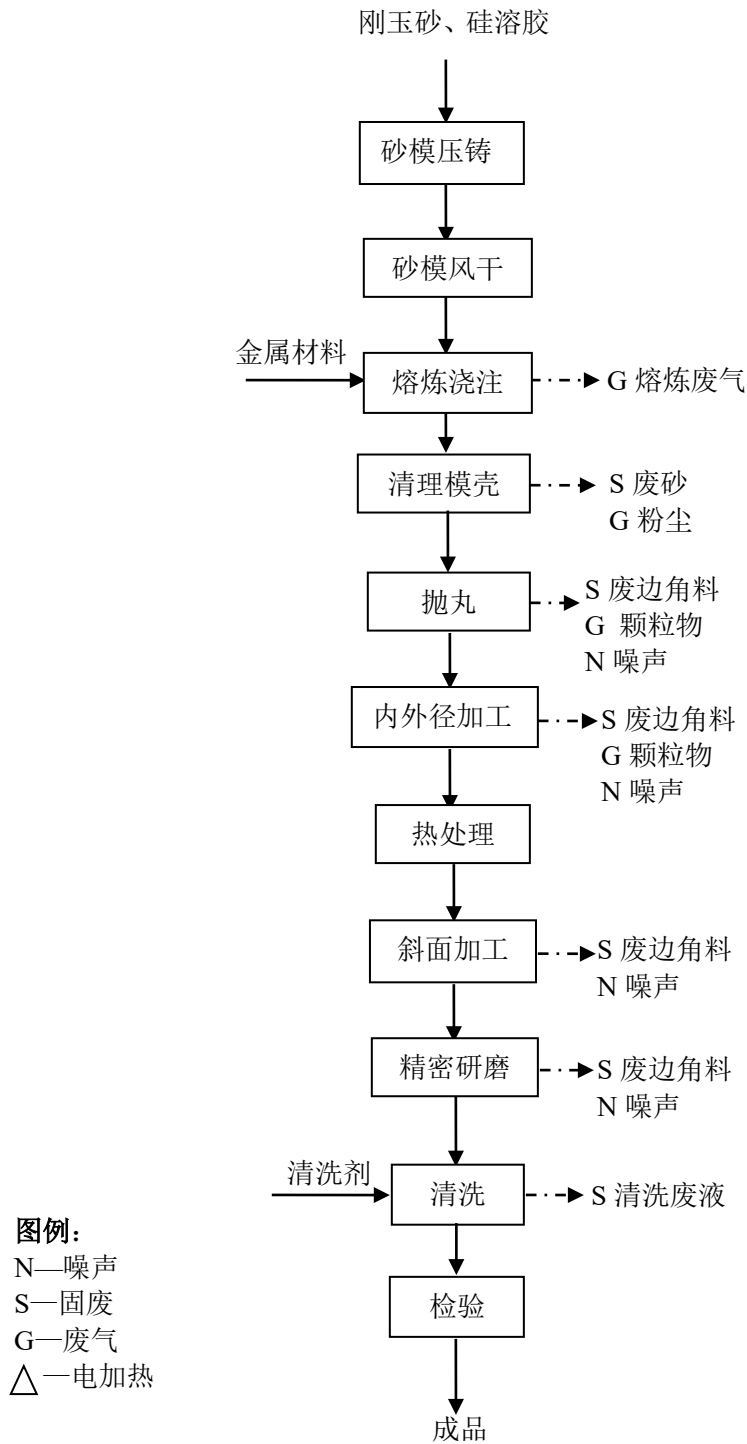 刚玉砂、硅溶胶
砂模压铸
砂模风干
金属材料
熔炼浇注
G 熔炼废气
清理模壳
S 废砂
G 粉尘
抛丸
S 废边角料
G 颗粒物
N 噪声
内外径加工
S 废边角料
G 颗粒物
N 噪声
热处理
斜面加工
S 废边角料
N 噪声
精密研磨
S 废边角料
N 噪声
清洗剂
清洗
S 清洗废液
检验
成品
图例：
N—噪声
S—固废
G—废气
△—电加热